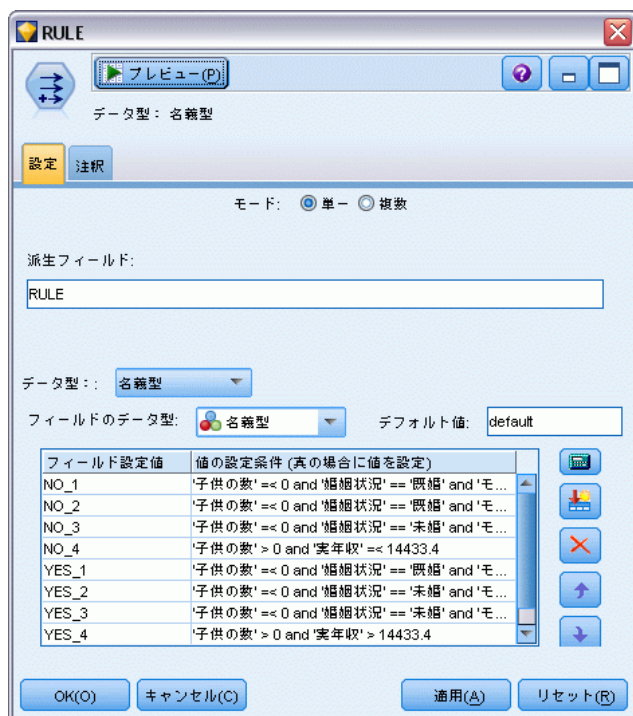 RULE
プレビュー(P)
データ型： 名義型
設定 注釈
モード: 単一 複数
派生フィールド:
RULE
データ型：: 名義型
フィールドのデータ型: 名義型 デフォルト値: default
フィールド設定値 値の設定条件 (真の場合に値を設定)
NO_1 '子供の数' =< 0 and '婚姻状況' == '既婚' and 'モ...
NO_2 '子供の数' =< 0 and '婚姻状況' == '既婚' and 'モ...
NO_3 '子供の数' =< 0 and '婚姻状況' == '未婚' and 'モ...
NO_4 '子供の数' > 0 and '実年収' =< 14433.4
YES_1 '子供の数' =< 0 and '婚姻状況' == '既婚' and 'モ...
YES_2 '子供の数' =< 0 and '婚姻状況' == '未婚' and 'モ...
YES_3 '子供の数' =< 0 and '婚姻状況' == '未婚' and 'モ...
YES_4 '子供の数' > 0 and '実年収' > 14433.4
OK(O) キャンセル(C) 適用(A) リセット(R)